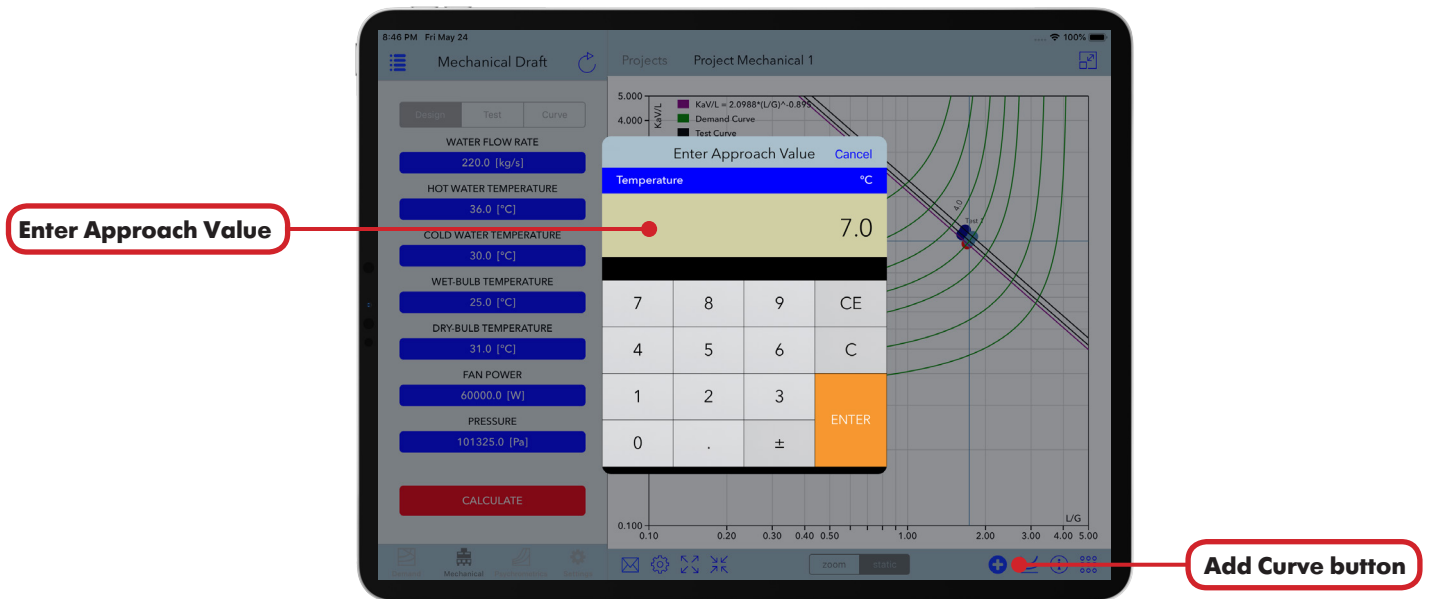 8:46 PM Fri May 24
100%
Mechanical Draft
Projects
Project Mechanical 1
Design
Test
Curve
WATER FLOW RATE
220.0 [kg/s]
HOT WATER TEMPERATURE
36.0 [°C]
COLD WATER TEMPERATURE
30.0 [°C]
WET-BULB TEMPERATURE
25.0 [°C]
DRY-BULB TEMPERATURE
31.0 [°C]
FAN POWER
60000.0 [W]
PRESSURE
101325.0 [Pa]
CALCULATE
Mechanical
5.000
4.000
KaV/L
KaV/L = 2.0988*(L/G)^-0.895
Demand Curve
Test Curve
4.0
Test 1
Enter Approach Value
Cancel
Temperature
°C
7.0
7
8
9
CE
4
5
6
C
1
2
3
ENTER
0
.
±
L/G
0.100
0.10
0.20
0.30
0.40
0.50
1.00
2.00
3.00
4.00
5.00
zoom
static
Enter Approach Value
Add Curve button